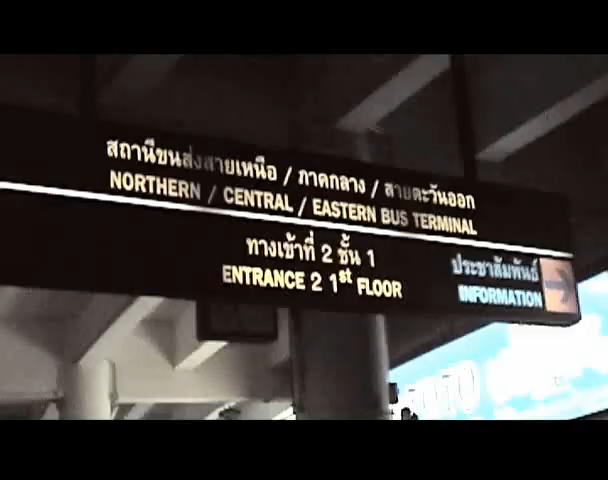 สถานีขนส่งสายเหนือ / ภาคกลาง / สายตะวันออก
NORTHERN / CENTRAL / EASTERN BUS TERMINAL
ทางเข้าที่ 2 ชั้น 1
ENTRANCE 2 1st FLOOR
ประชาสัมพันธ์
INFORMATION